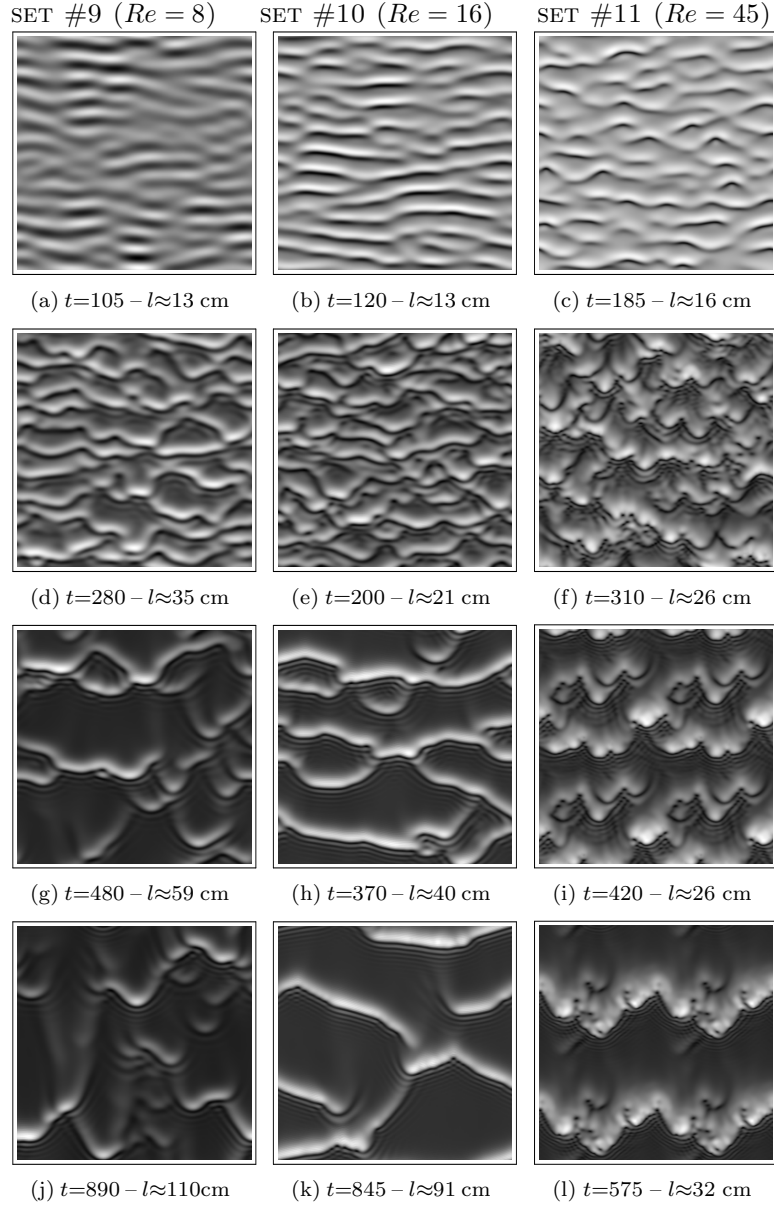 SET #9 (Re = 8) SET #10 (Re = 16) SET #11 (Re = 45)
(a) t=105 – l≈13 cm (b) t=120 – l≈13 cm (c) t=185 – l≈16 cm
(d) t=280 – l≈35 cm (e) t=200 – l≈21 cm (f) t=310 – l≈26 cm
(g) t=480 – l≈59 cm (h) t=370 – l≈40 cm (i) t=420 – l≈26 cm
(j) t=890 – l≈110cm (k) t=845 – l≈91 cm (l) t=575 – l≈32 cm